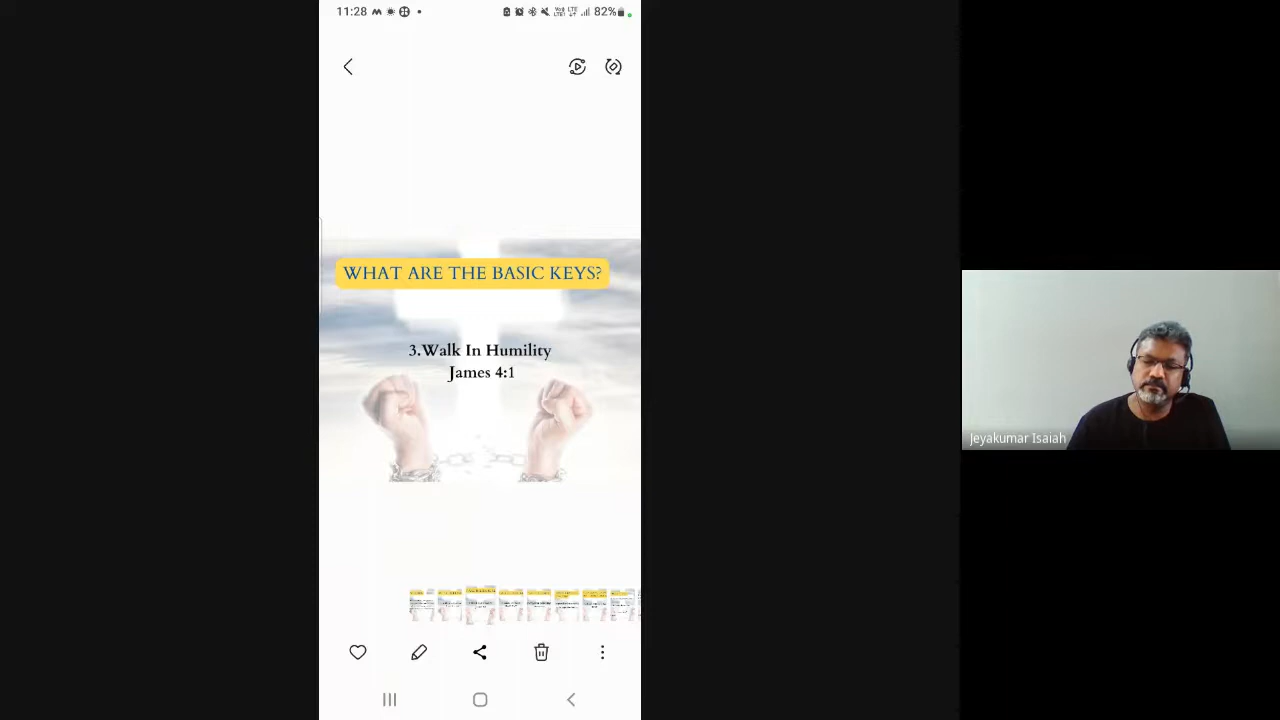 11:28
82%
WHAT ARE THE BASIC KEYS?
3.Walk In Humility
James 4:1
Jeyakumar Isaiah